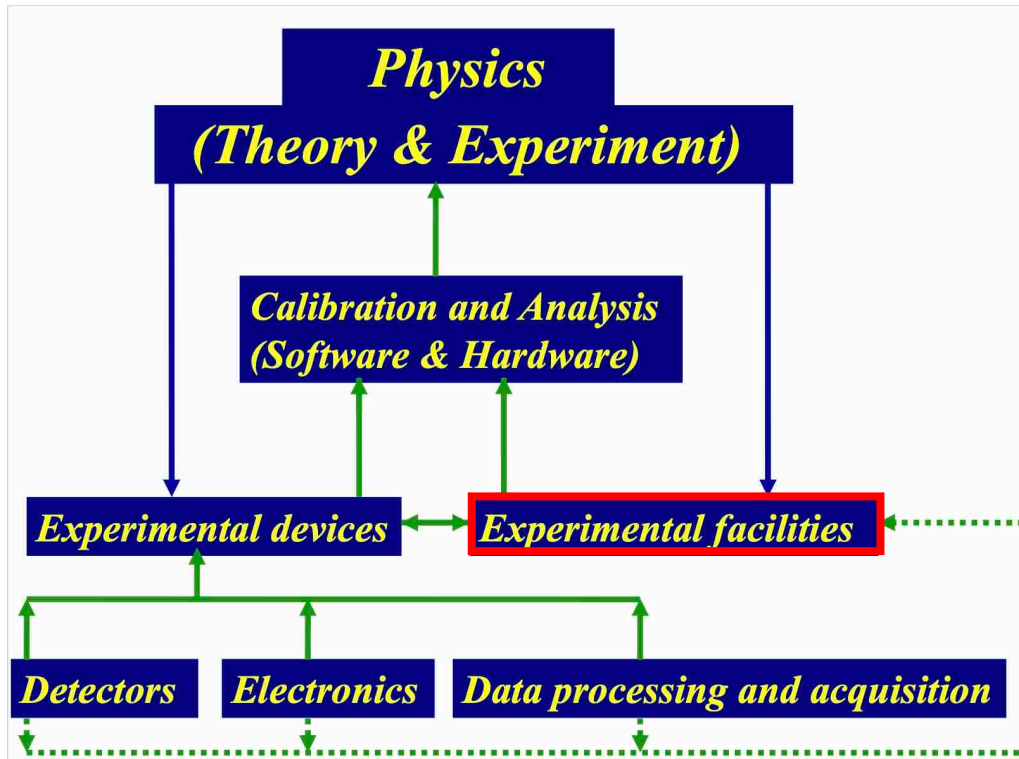 Physics
(Theory & Experiment)
Calibration and Analysis
(Software & Hardware)
Experimental devices
Experimental facilities
Detectors
Electronics
Data processing and acquisition